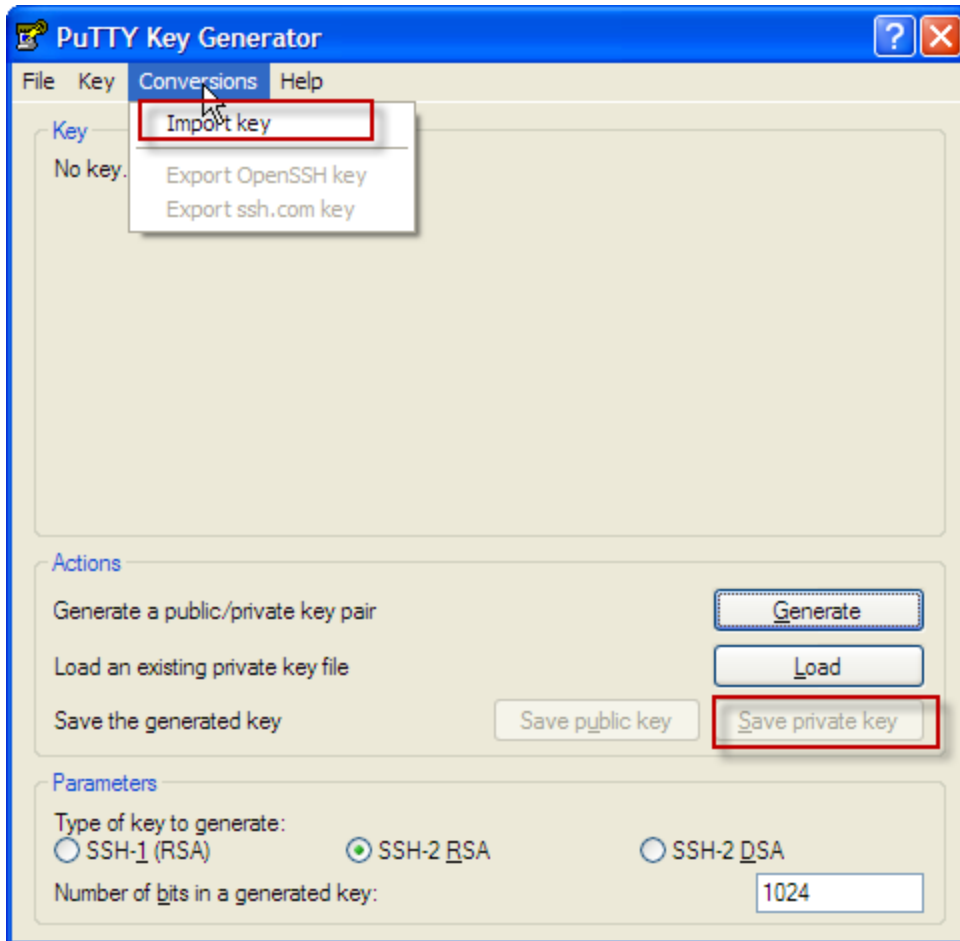 PuTTY Key Generator
File Key Conversions Help
Import key
Export OpenSSH key
Export ssh.com key
Key
No key.
Actions
Generate a public/private key pair
Generate
Load an existing private key file
Load
Save the generated key
Save public key
Save private key
Parameters
Type of key to generate:
SSH-1 (RSA)
SSH-2 RSA
SSH-2 DSA
Number of bits in a generated key:
1024